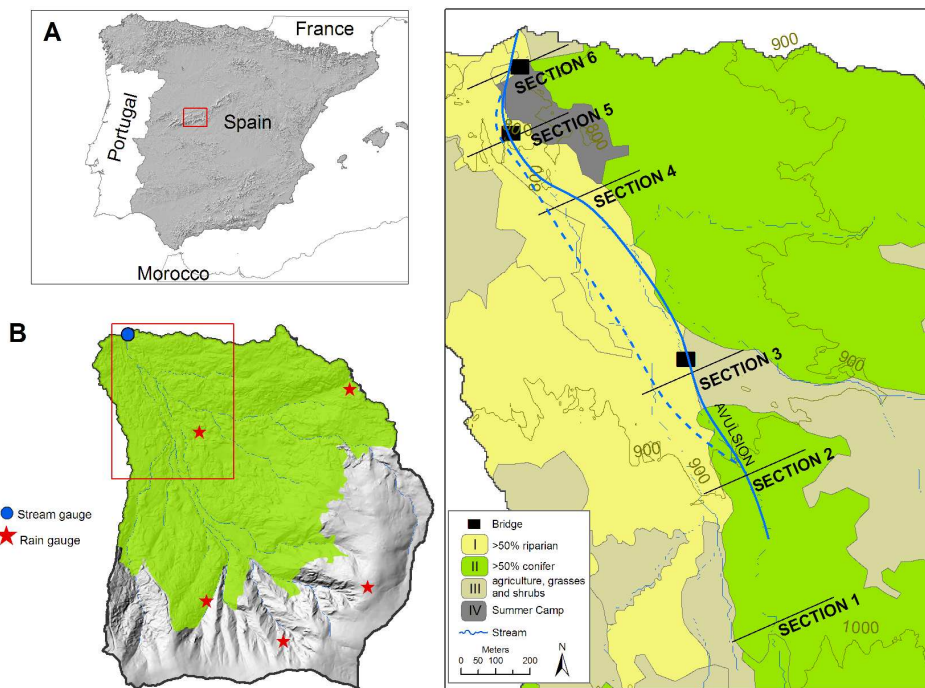 A
France
Portugal
Spain
Morocco
B
Stream gauge
Rain gauge
900
SECTION 6
SECTION 5
800
SECTION 4
900
SECTION 3
AVULSION
900
900
SECTION 2
SECTION 1
1000
Bridge
I >50% riparian
II >50% conifer
III agriculture, grasses
and shrubs
IV Summer Camp
Stream
Meters
N
0 50 100 200